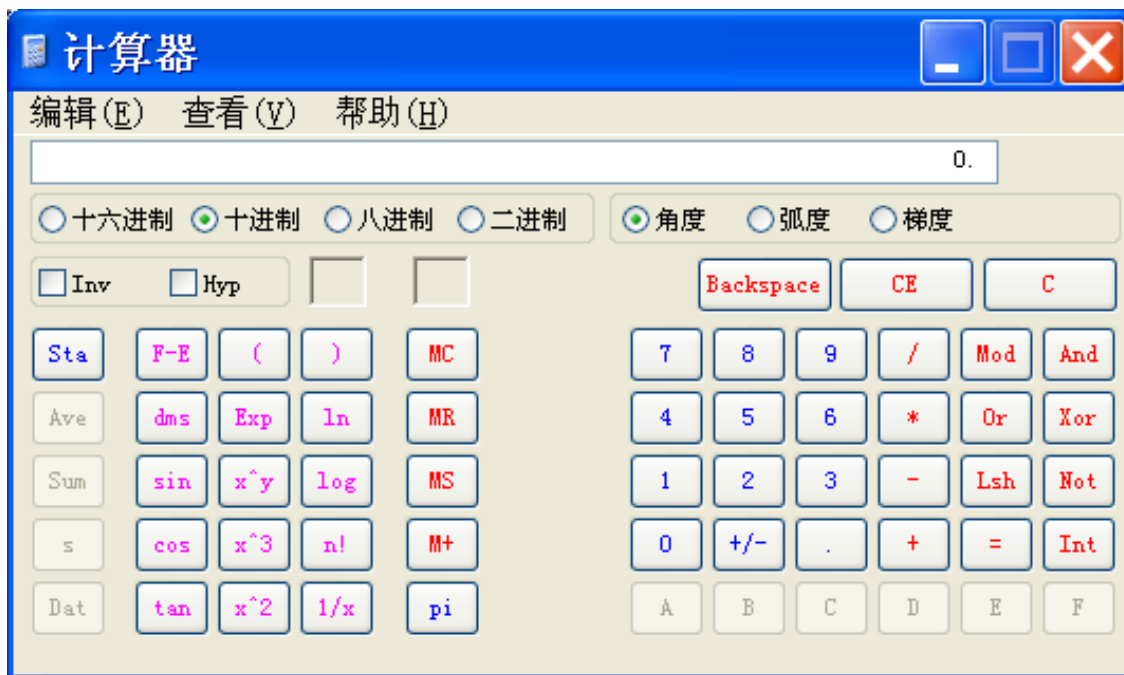 计算器
编辑(E) 查看(V) 帮助(H)
0.
十六进制 十进制 八进制 二进制 角度 弧度 梯度
Inv Hyp Backspace CE C
Sta F-E ( ) MC 7 8 9 / Mod And
Ave dms Exp ln MR 4 5 6 * Or Xor
Sum sin x^y log MS 1 2 3 - Lsh Not
s cos x^3 n! M+ 0 +/- . + = Int
Dat tan x^2 1/x pi A B C D E F